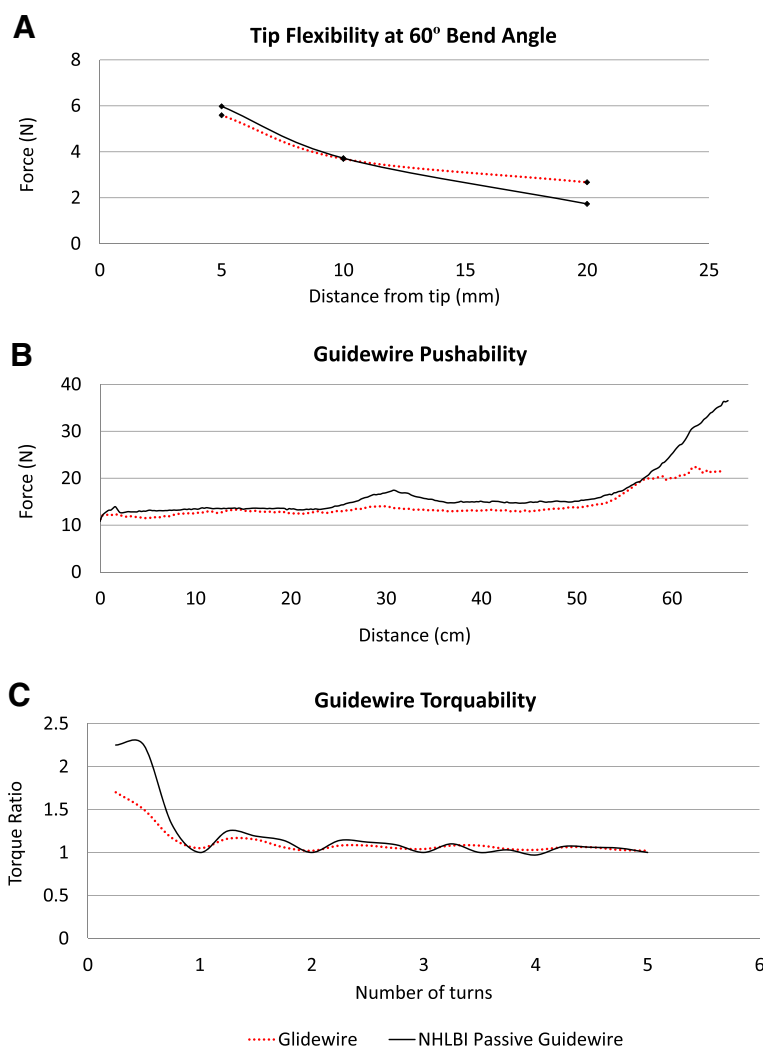 A
Tip Flexibility at 60º Bend Angle
8
6
4
2
0
Force (N)
0 5 10 15 20 25
Distance from tip (mm)
B
Guidewire Pushability
40
30
20
10
0
Force (N)
0 10 20 30 40 50 60
Distance (cm)
C
Guidewire Torquability
2.5
2
1.5
1
0.5
0
Torque Ratio
0 1 2 3 4 5 6
Number of turns
Glidewire NHLBI Passive Guidewire